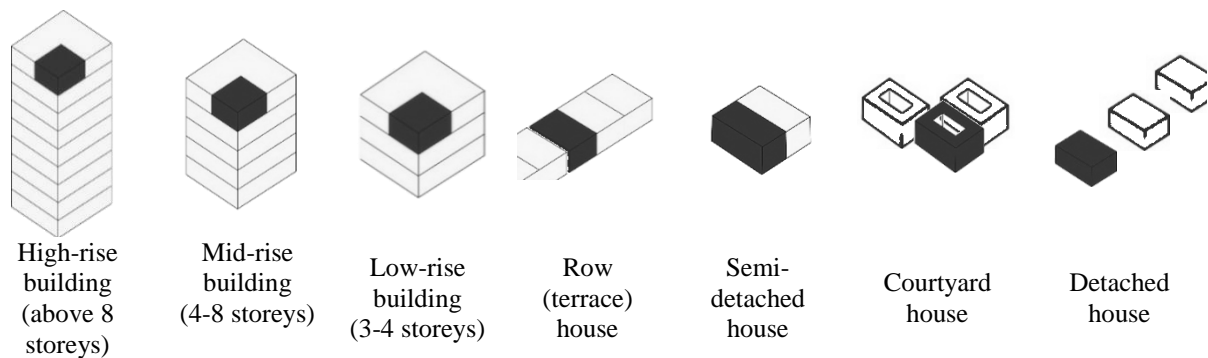 High-rise
building
(above 8
storeys)
Mid-rise
building
(4-8 storeys)
Low-rise
building
(3-4 storeys)
Row
(terrace)
house
Semi-
detached
house
Courtyard
house
Detached
house